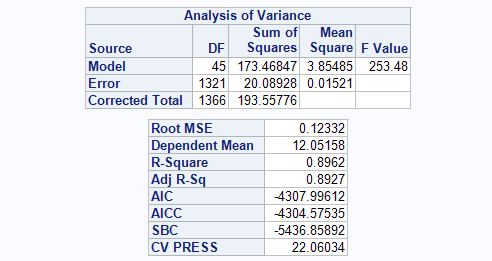 Analysis of Variance
Source DF Sum of Squares Mean Square F Value
Model 45 173.46847 3.85485 253.48
Error 1321 20.08928 0.01521
Corrected Total 1366 193.55776
Root MSE 0.12332
Dependent Mean 12.05158
R-Square 0.8962
Adj R-Sq 0.8927
AIC -4307.99612
AICC -4304.57535
SBC -5436.85892
CV PRESS 22.06034